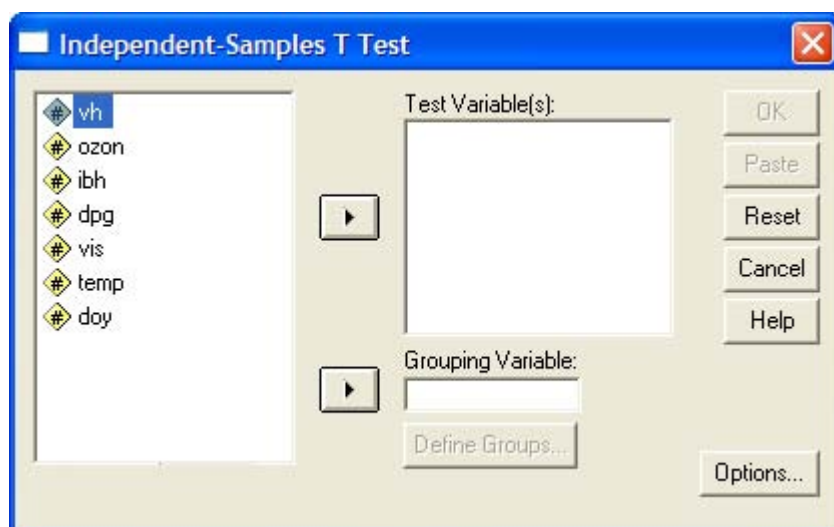 Independent-Samples T Test
vh
ozon
ibh
dpg
vis
temp
doy
Test Variable(s):
Grouping Variable:
Define Groups...
OK
Paste
Reset
Cancel
Help
Options...